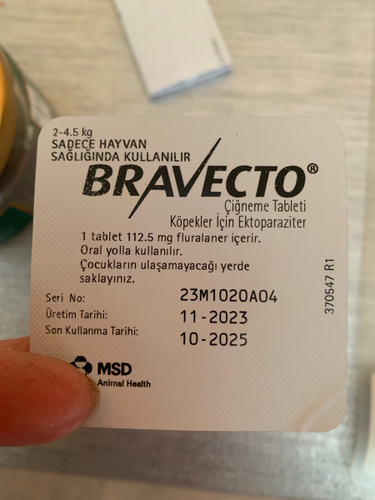 2-4.5 kg
SADECE HAYVAN
SAĞLIĞINDA KULLANILIR
BRAVECTO®
Çiğneme Tableti
Köpekler İçin Ektoparaziter
1 tablet 112.5 mg fluralaner içerir.
Oral yolla kullanılır.
Çocukların ulaşamayacağı yerde
saklayınız.
Seri No: 23M1020A04
Üretim Tarihi: 11-2023
Son Kullanma Tarihi: 10-2025
370547 R1
MSD
Animal Health